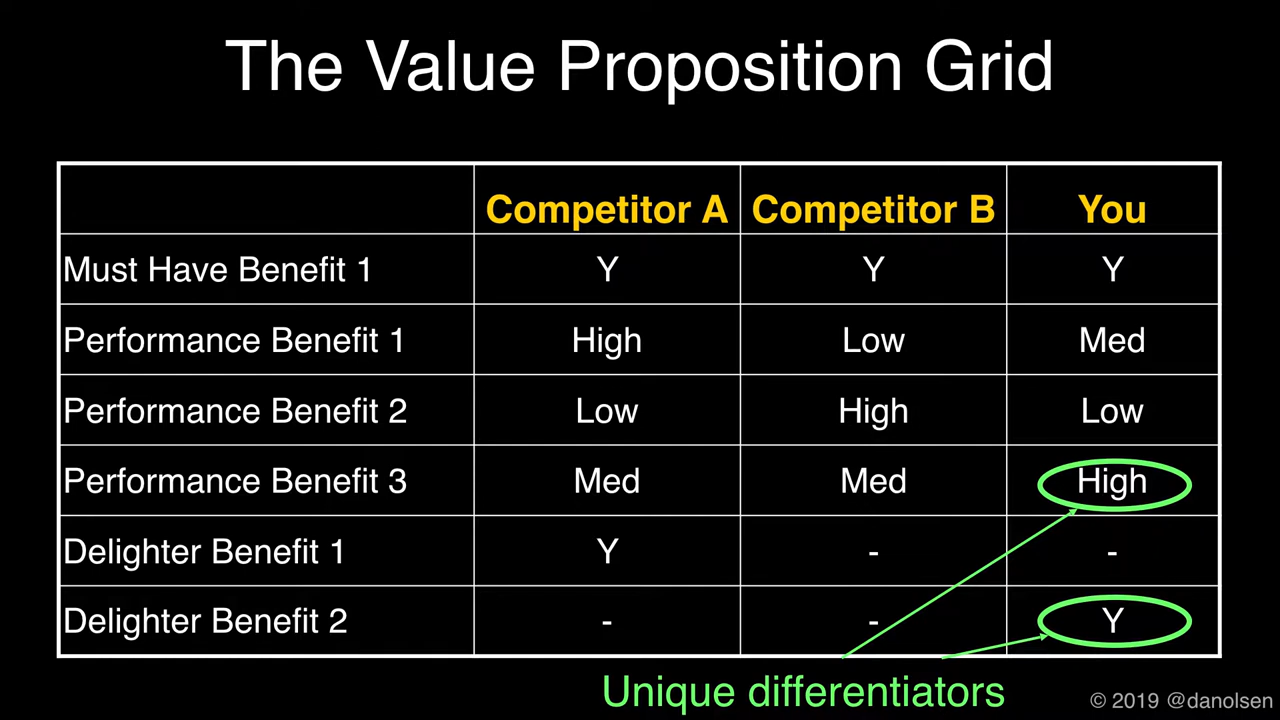 The Value Proposition Grid
Competitor A Competitor B You
Must Have Benefit 1 Y Y Y
Performance Benefit 1 High Low Med
Performance Benefit 2 Low High Low
Performance Benefit 3 Med Med High
Delighter Benefit 1 Y - -
Delighter Benefit 2 - - Y
Unique differentiators
© 2019 @danolsen